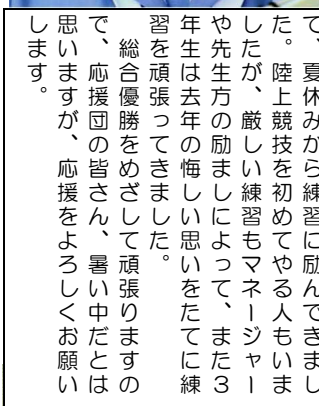 て、夏休みから練習に励んできまし
た。陸上競技を初めてやる人もいま
したが、厳しい練習もマネージャー
や先生方の励ましによって、また３
年生は去年の悔しい思いをたてに練
習を頑張ってきました。
　総合優勝をめざして頑張りますの
で、応援団の皆さん、暑い中だとは
思いますが、応援をよろしくお願い
します。